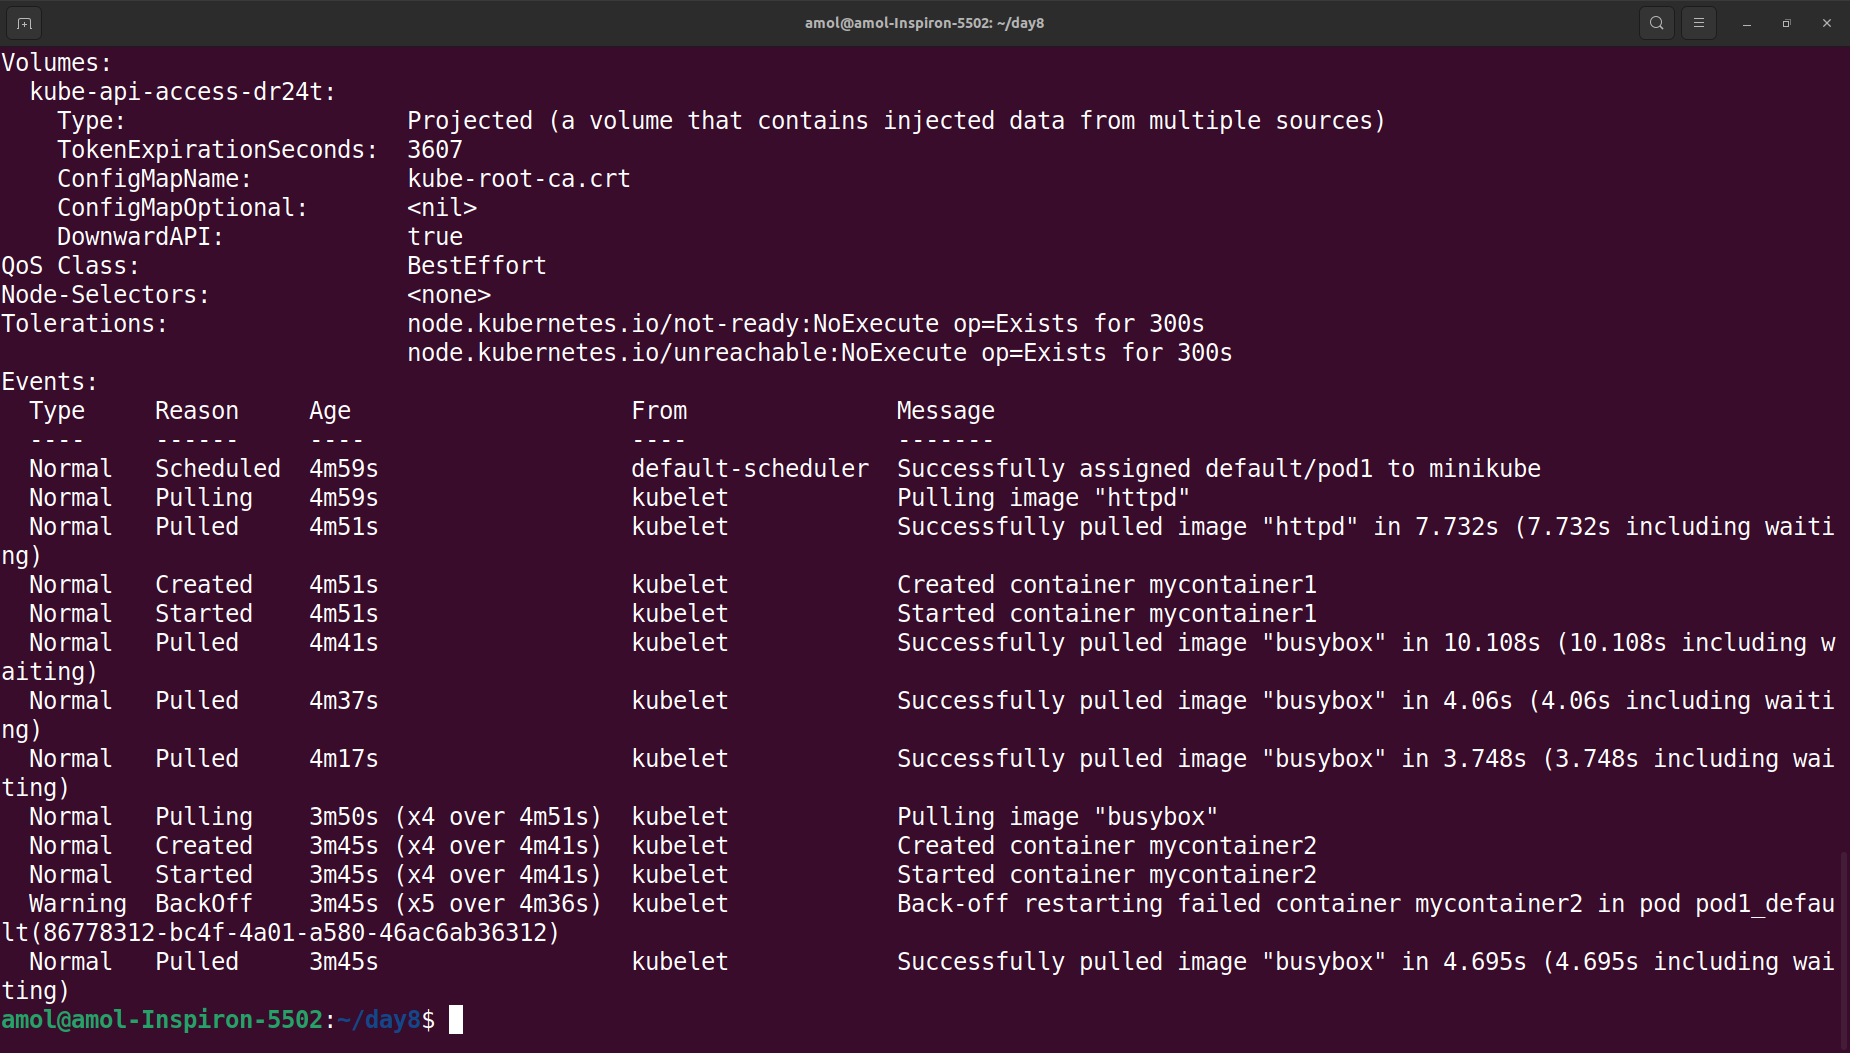 amol@amol-Inspiron-5502: ~/day8
Volumes:
  kube-api-access-dr24t:
    Type:                    Projected (a volume that contains injected data from multiple sources)
    TokenExpirationSeconds:  3607
    ConfigMapName:           kube-root-ca.crt
    ConfigMapOptional:       <nil>
    DownwardAPI:             true
QoS Class:                   BestEffort
Node-Selectors:              <none>
Tolerations:                 node.kubernetes.io/not-ready:NoExecute op=Exists for 300s
                             node.kubernetes.io/unreachable:NoExecute op=Exists for 300s
Events:
  Type     Reason     Age                    From               Message
  ----     ------     ----                   ----               -------
  Normal   Scheduled  4m59s                  default-scheduler  Successfully assigned default/pod1 to minikube
  Normal   Pulling    4m59s                  kubelet            Pulling image "httpd"
  Normal   Pulled     4m51s                  kubelet            Successfully pulled image "httpd" in 7.732s (7.732s including waiti
ng)
  Normal   Created    4m51s                  kubelet            Created container mycontainer1
  Normal   Started    4m51s                  kubelet            Started container mycontainer1
  Normal   Pulled     4m41s                  kubelet            Successfully pulled image "busybox" in 10.108s (10.108s including w
aiting)
  Normal   Pulled     4m37s                  kubelet            Successfully pulled image "busybox" in 4.06s (4.06s including waiti
ng)
  Normal   Pulled     4m17s                  kubelet            Successfully pulled image "busybox" in 3.748s (3.748s including wai
ting)
  Normal   Pulling    3m50s (x4 over 4m51s)  kubelet            Pulling image "busybox"
  Normal   Created    3m45s (x4 over 4m41s)  kubelet            Created container mycontainer2
  Normal   Started    3m45s (x4 over 4m41s)  kubelet            Started container mycontainer2
  Warning  BackOff    3m45s (x5 over 4m36s)  kubelet            Back-off restarting failed container mycontainer2 in pod pod1_defau
lt(86778312-bc4f-4a01-a580-46ac6ab36312)
  Normal   Pulled     3m45s                  kubelet            Successfully pulled image "busybox" in 4.695s (4.695s including wai
ting)
amol@amol-Inspiron-5502:~/day8$